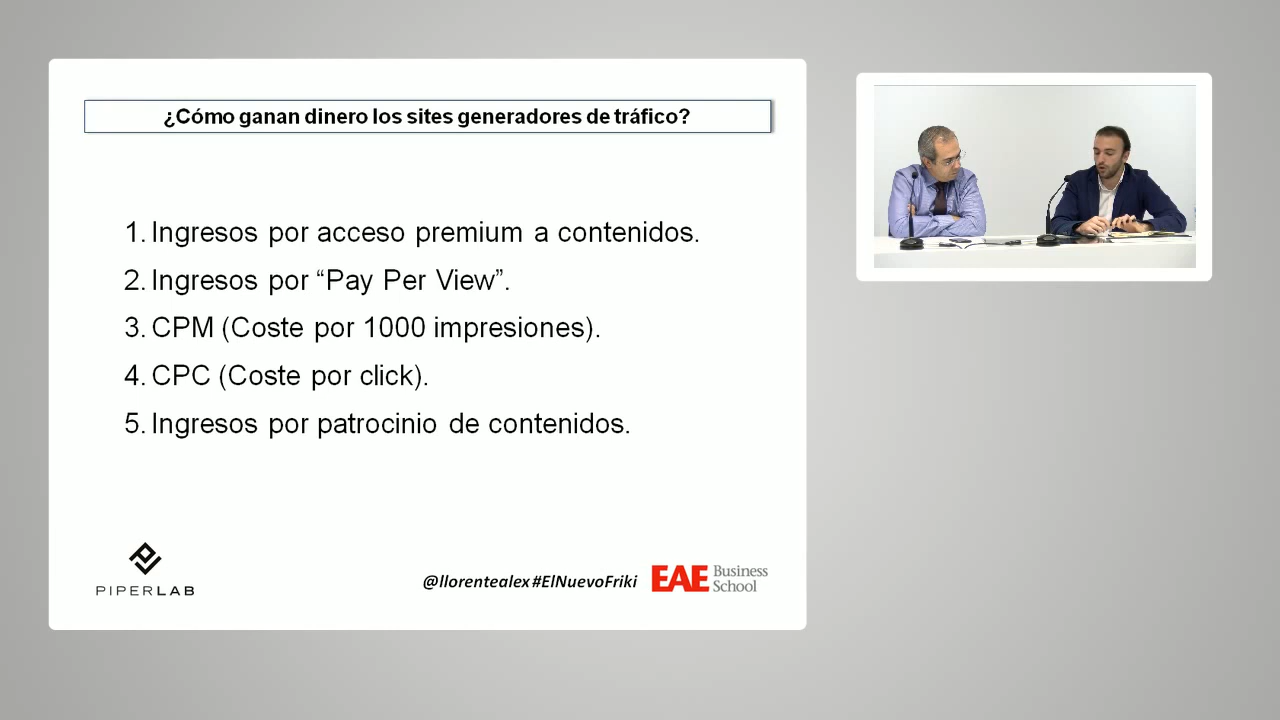 ¿Cómo ganan dinero los sites generadores de tráfico?
1. Ingresos por acceso premium a contenidos.
2. Ingresos por “Pay Per View”.
3. CPM (Coste por 1000 impresiones).
4. CPC (Coste por click).
5. Ingresos por patrocinio de contenidos.
PIPERLAB
@llorentealex #ElNuevoFriki
EAE Business School